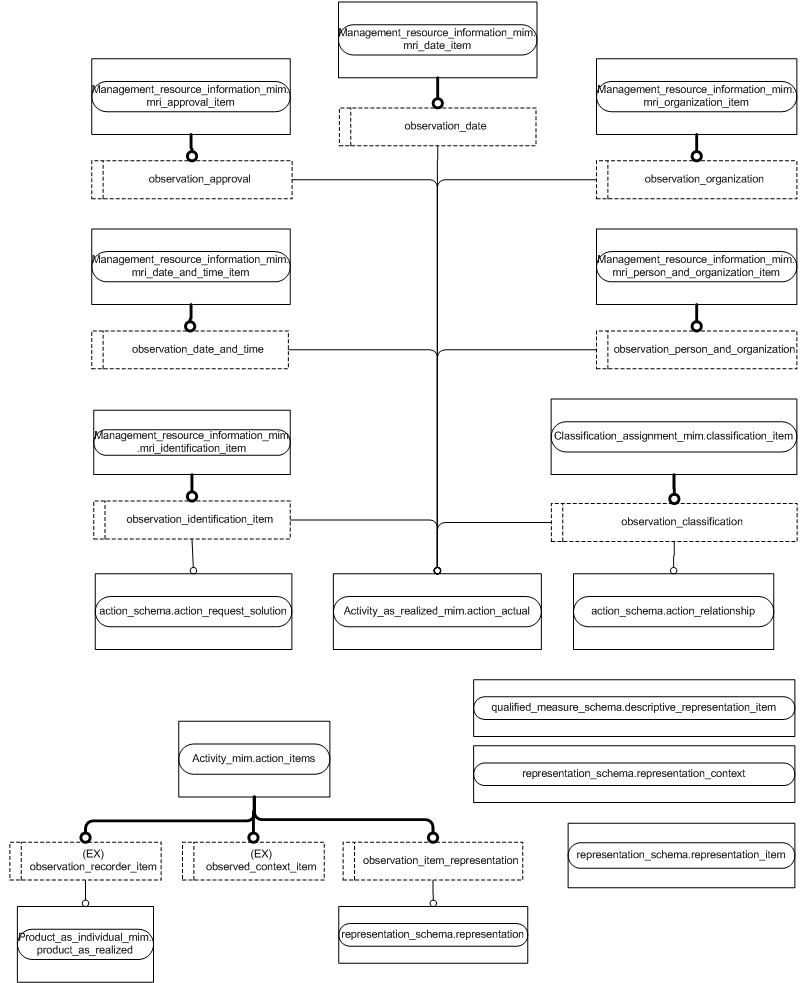 Management_resource_information_mim.
mri_date_item
Management_resource_information_mim.
mri_approval_item
Management_resource_information_mim.
mri_organization_item
observation_date
observation_approval
observation_organization
Management_resource_information_mim.
mri_date_and_time_item
Management_resource_information_mim.
mri_person_and_organization_item
observation_date_and_time
observation_person_and_organization
Management_resource_information_mim
.mri_identification_item
Classification_assignment_mim.classification_item
observation_identification_item
observation_classification
action_schema.action_request_solution
Activity_as_realized_mim.action_actual
action_schema.action_relationship
qualified_measure_schema.descriptive_representation_item
Activity_mim.action_items
representation_schema.representation_context
(EX)
observation_recorder_item
(EX)
observed_context_item
observation_item_representation
representation_schema.representation_item
Product_as_individual_mim.
product_as_realized
representation_schema.representation